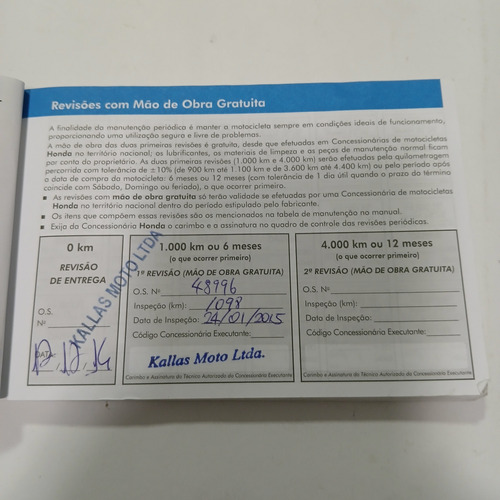 Revisões com Mão de Obra Gratuita
A finalidade da manutenção periódica é manter a motocicleta sempre em condições ideais de funcionamento,
proporcionando uma utilização segura e livre de problemas.
A mão de obra das duas primeiras revisões é gratuita, desde que efetuadas em Concessionárias de motocicletas
Honda no território nacional; os lubrificantes, os materiais de limpeza e as peças de manutenção normal ficam
por conta do proprietário. As duas primeiras revisões (1.000 km e 4.000 km) serão efetuadas pela quilometragem
percorrida com tolerância de ±10% (de 900 km até 1.100 km e de 3.600 km até 4.400 km) ou pelo período após
a data de compra da motocicleta: 6 meses ou 12 meses (com tolerância de 1 dia útil quando o prazo do término
coincide com Sábado, Domingo ou feriado), o que ocorrer primeiro.
■ As revisões com mão de obra gratuita só terão validade se efetuadas por uma Concessionária de motocicletas
Honda no território nacional dentro do período estipulado pelo fabricante.
■ Os itens que compõem essas revisões são os mencionados na tabela de manutenção no manual.
■ Exija da Concessionária Honda o carimbo e a assinatura no quadro de controle das revisões periódicas.
0 km
REVISÃO
DE ENTREGA
O.S.
Nº
DATA
12.12.14
KALLAS MOTO LTDA
1.000 km ou 6 meses
(o que ocorrer primeiro)
1ª REVISÃO (MÃO DE OBRA GRATUITA)
O.S. Nº 48996
Inspeção (km): 1098
Data de Inspeção: 24/01/2015
Código Concessionário Executante:
Kallas Moto Ltda.
Carimbo e Assinatura do Técnico Autorizado da Concessionária Executante
4.000 km ou 12 meses
(o que ocorrer primeiro)
2ª REVISÃO (MÃO DE OBRA GRATUITA)
O.S. Nº
Inspeção (km):
Data de Inspeção:
Código Concessionário Executante:
Carimbo e Assinatura do Técnico Autorizado da Concessionária Executante